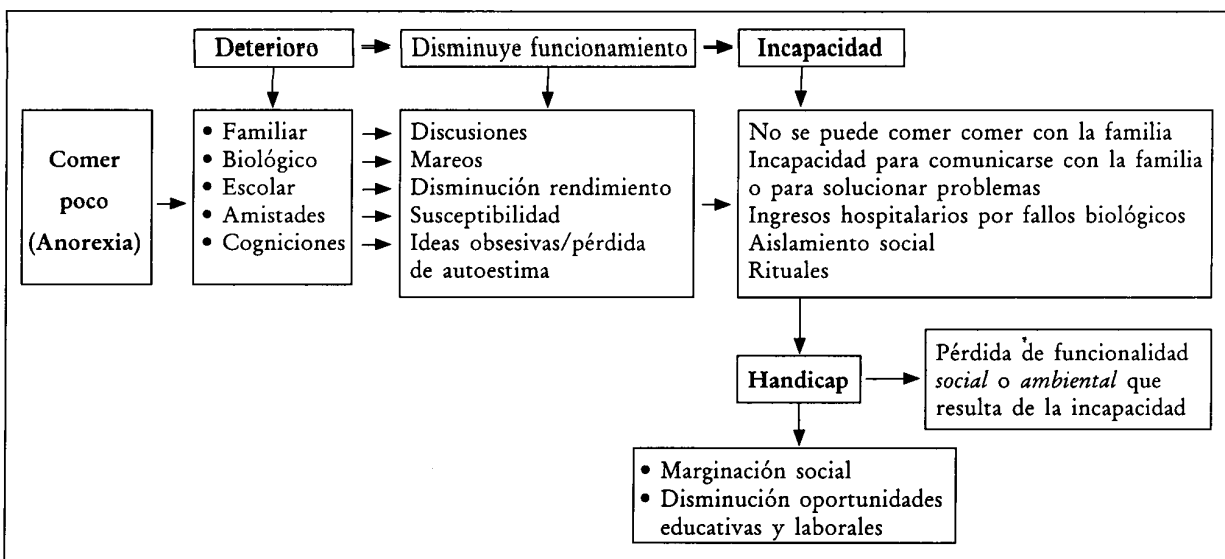 Deterioro
Disminuye funcionamiento
Incapacidad
Comer
poco
(Anorexia)
• Familiar
• Biológico
• Escolar
• Amistades
• Cogniciones
Discusiones
Mareos
Disminución rendimiento
Susceptibilidad
Ideas obsesivas/pérdida
de autoestima
No se puede comer comer con la familia
Incapacidad para comunicarse con la familia
o para solucionar problemas
Ingresos hospitalarios por fallos biológicos
Aislamiento social
Rituales
Handicap
Pérdida de funcionalidad
social o ambiental que
resulta de la incapacidad
• Marginación social
• Disminución oportunidades
educativas y laborales